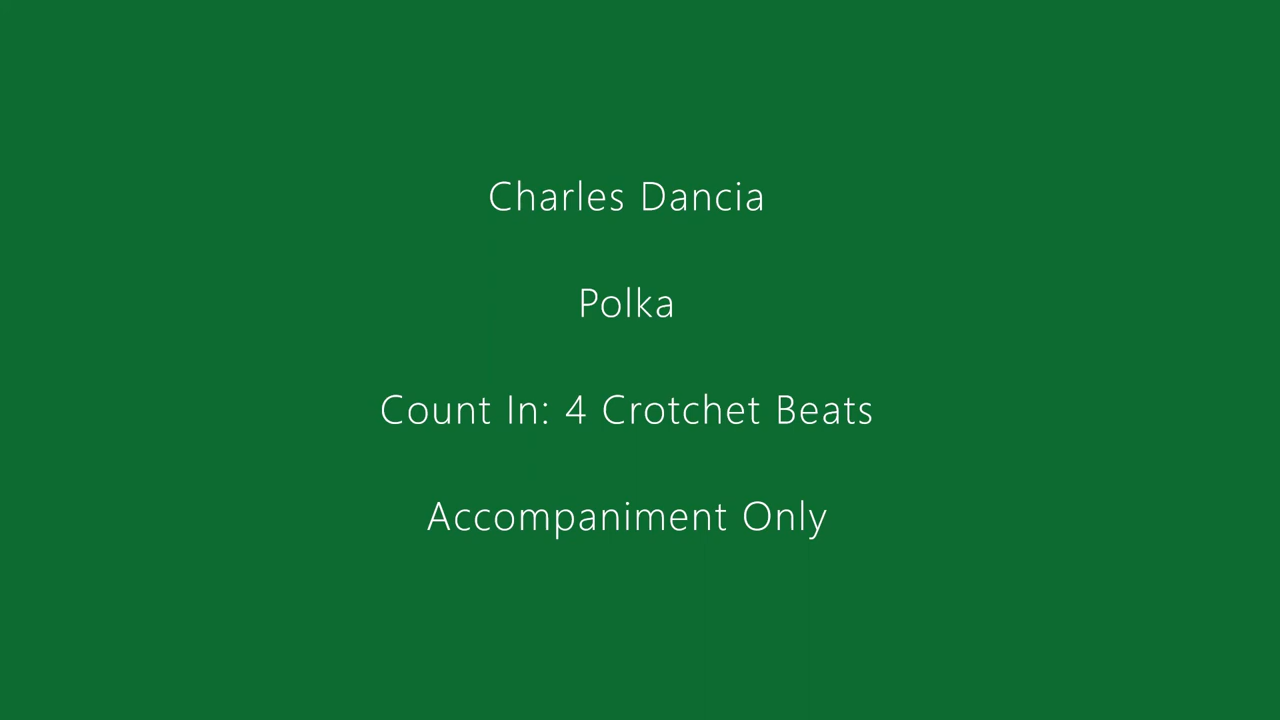 Charles Dancia
Polka
Count In: 4 Crotchet Beats
Accompaniment Only